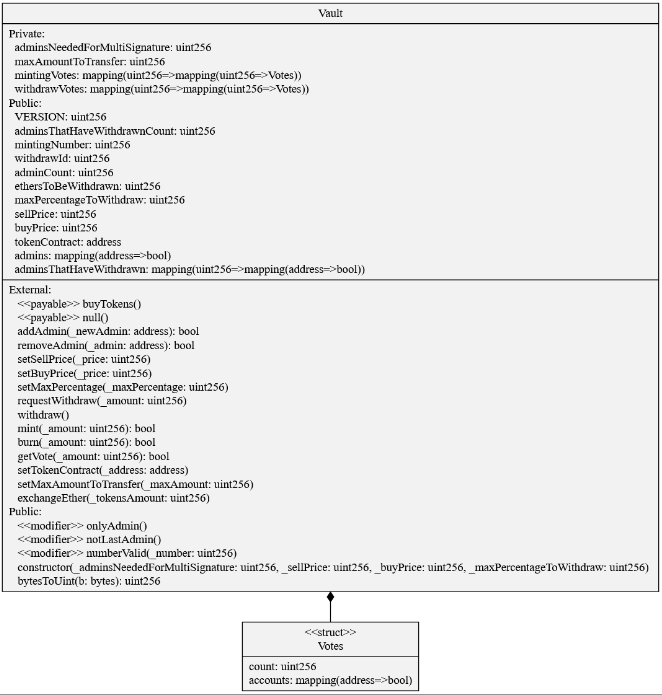 Vault
Private:
adminsNeededForMultiSignature: uint256
maxAmountToTransfer: uint256
mintingVotes: mapping(uint256=>mapping(uint256=>Votes))
withdrawVotes: mapping(uint256=>mapping(uint256=>Votes))
Public:
VERSION: uint256
adminsThatHaveWithdrawnCount: uint256
mintingNumber: uint256
withdrawId: uint256
adminCount: uint256
ethersToBeWithdrawn: uint256
maxPercentageToWithdraw: uint256
sellPrice: uint256
buyPrice: uint256
tokenContract: address
admins: mapping(address=>bool)
adminsThatHaveWithdrawn: mapping(uint256=>mapping(address=>bool))
External:
<<payable>> buyTokens()
<<payable>> null()
addAdmin(_newAdmin: address): bool
removeAdmin(_admin: address): bool
setSellPrice(_price: uint256)
setBuyPrice(_price: uint256)
setMaxPercentage(_maxPercentage: uint256)
requestWithdraw(_amount: uint256)
withdraw()
mint(_amount: uint256): bool
burn(_amount: uint256): bool
getVote(_amount: uint256): bool
setTokenContract(_address: address)
setMaxAmountToTransfer(_maxAmount: uint256)
exchangeEther(_tokensAmount: uint256)
Public:
<<modifier>> onlyAdmin()
<<modifier>> notLastAdmin()
<<modifier>> numberValid(_number: uint256)
constructor(_adminsNeededForMultiSignature: uint256, _sellPrice: uint256, _buyPrice: uint256, _maxPercentageToWithdraw: uint256)
bytesToUint(b: bytes): uint256
<<struct>>
Votes
count: uint256
accounts: mapping(address=>bool)